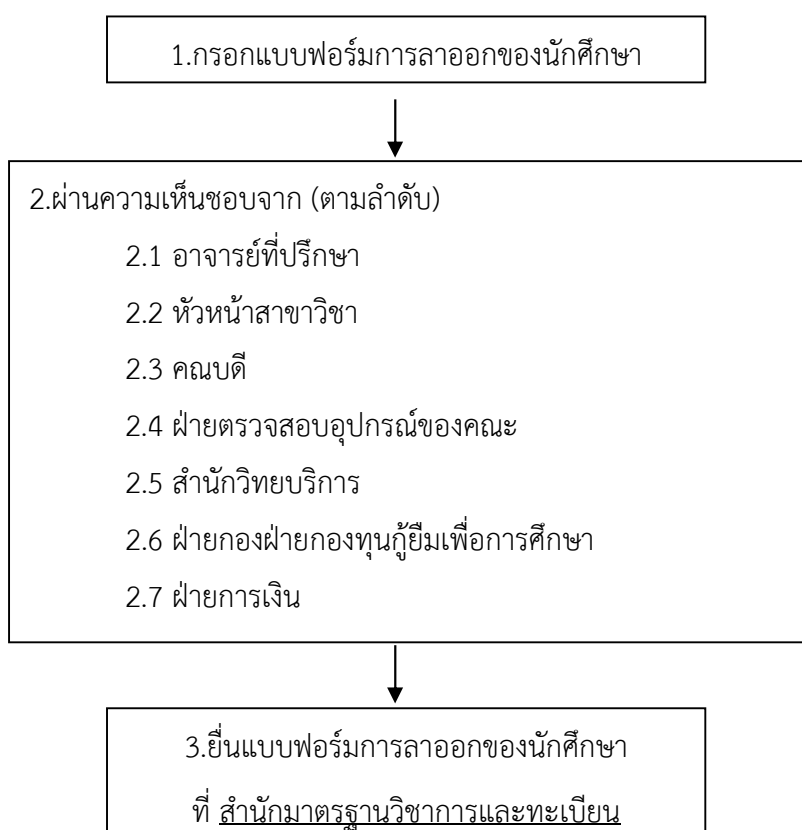 1.กรอกแบบฟอร์มการลาออกของนักศึกษา
2.ผ่านความเห็นชอบจาก (ตามลำดับ)
2.1 อาจารย์ที่ปรึกษา
2.2 หัวหน้าสาขาวิชา
2.3 คณบดี
2.4 ฝ่ายตรวจสอบอุปกรณ์ของคณะ
2.5 สำนักวิทยบริการ
2.6 ฝ่ายกองฝ่ายกองทุนกู้ยืมเพื่อการศึกษา
2.7 ฝ่ายการเงิน
3.ยื่นแบบฟอร์มการลาออกของนักศึกษา
ที่ สำนักมาตรฐานวิชาการและทะเบียน